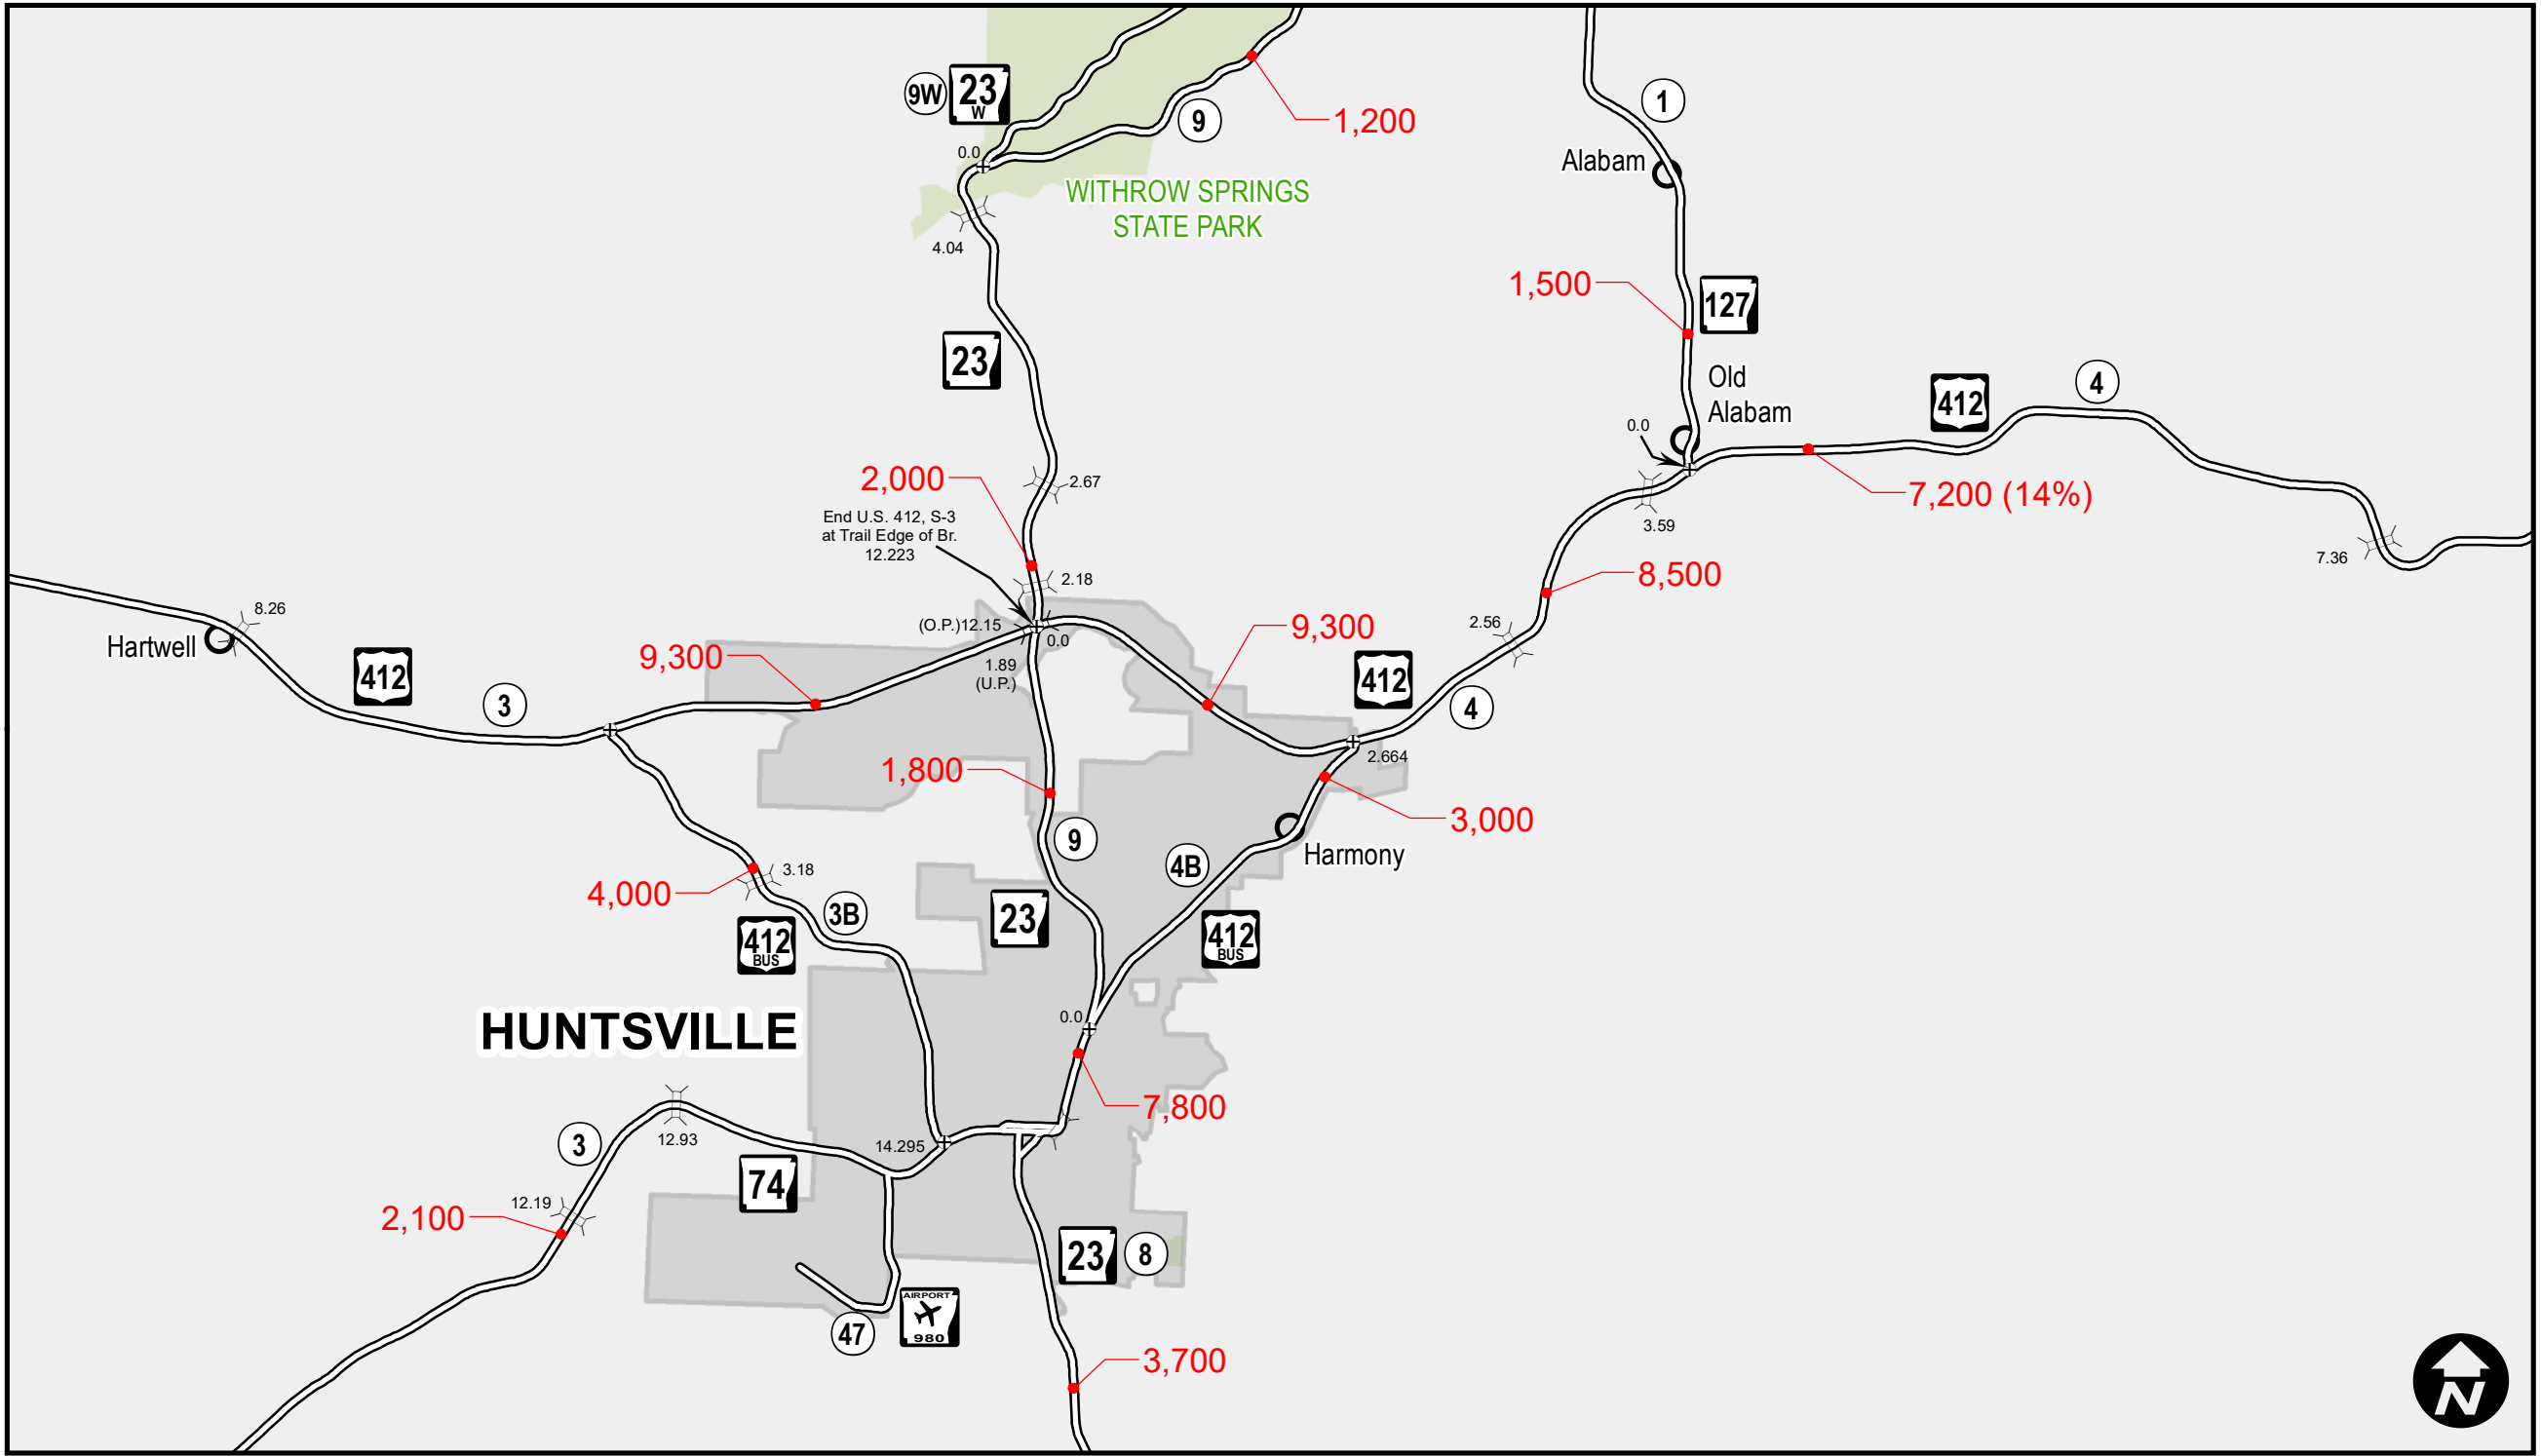 9W
23
W
9
1,200
1
0.0
Alabam
WITHROW SPRINGS
STATE PARK
4.04
1,500
127
23
Old
Alabam
412
4
0.0
2,000
2.67
7,200 (14%)
End U.S. 412, S-3
at Trail Edge of Br.
12.223
3.59
7.36
2.18
8,500
8.26
Hartwell
(O.P.)12.15
0.0
9,300
2.56
9,300
1.89
(U.P.)
412
412
3
4
2.664
1,800
3,000
9
Harmony
4B
3.18
4,000
3B
23
412
BUS
412
BUS
0.0
HUNTSVILLE
7,800
12.93
3
14.295
74
12.19
2,100
23
8
AIRPORT
980
47
3,700
N